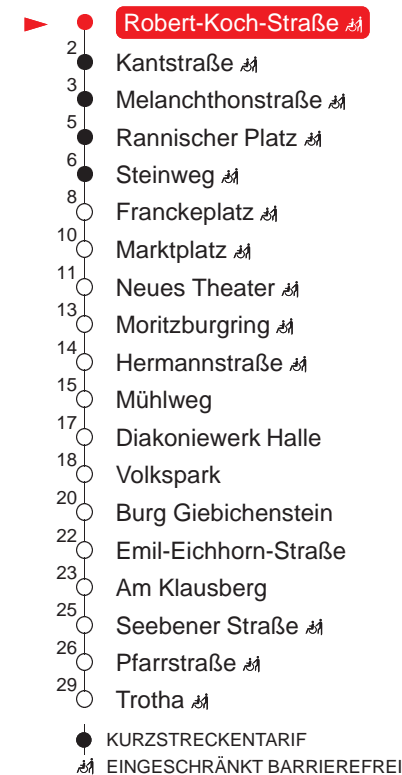 Robert-Koch-Straße
2
Kantstraße
3
Melanchthonstraße
5
Rannischer Platz
6
Steinweg
8
Franckeplatz
10
Marktplatz
11
Neues Theater
13
Moritzburgring
14
Hermannstraße
15
Mühlweg
17
Diakoniewerk Halle
18
Volkspark
20
Burg Giebichenstein
22
Emil-Eichhorn-Straße
23
Am Klausberg
25
Seebener Straße
26
Pfarrstraße
29
Trotha
KURZSTRECKENTARIF
EINGESCHRÄNKT BARRIEREFREI